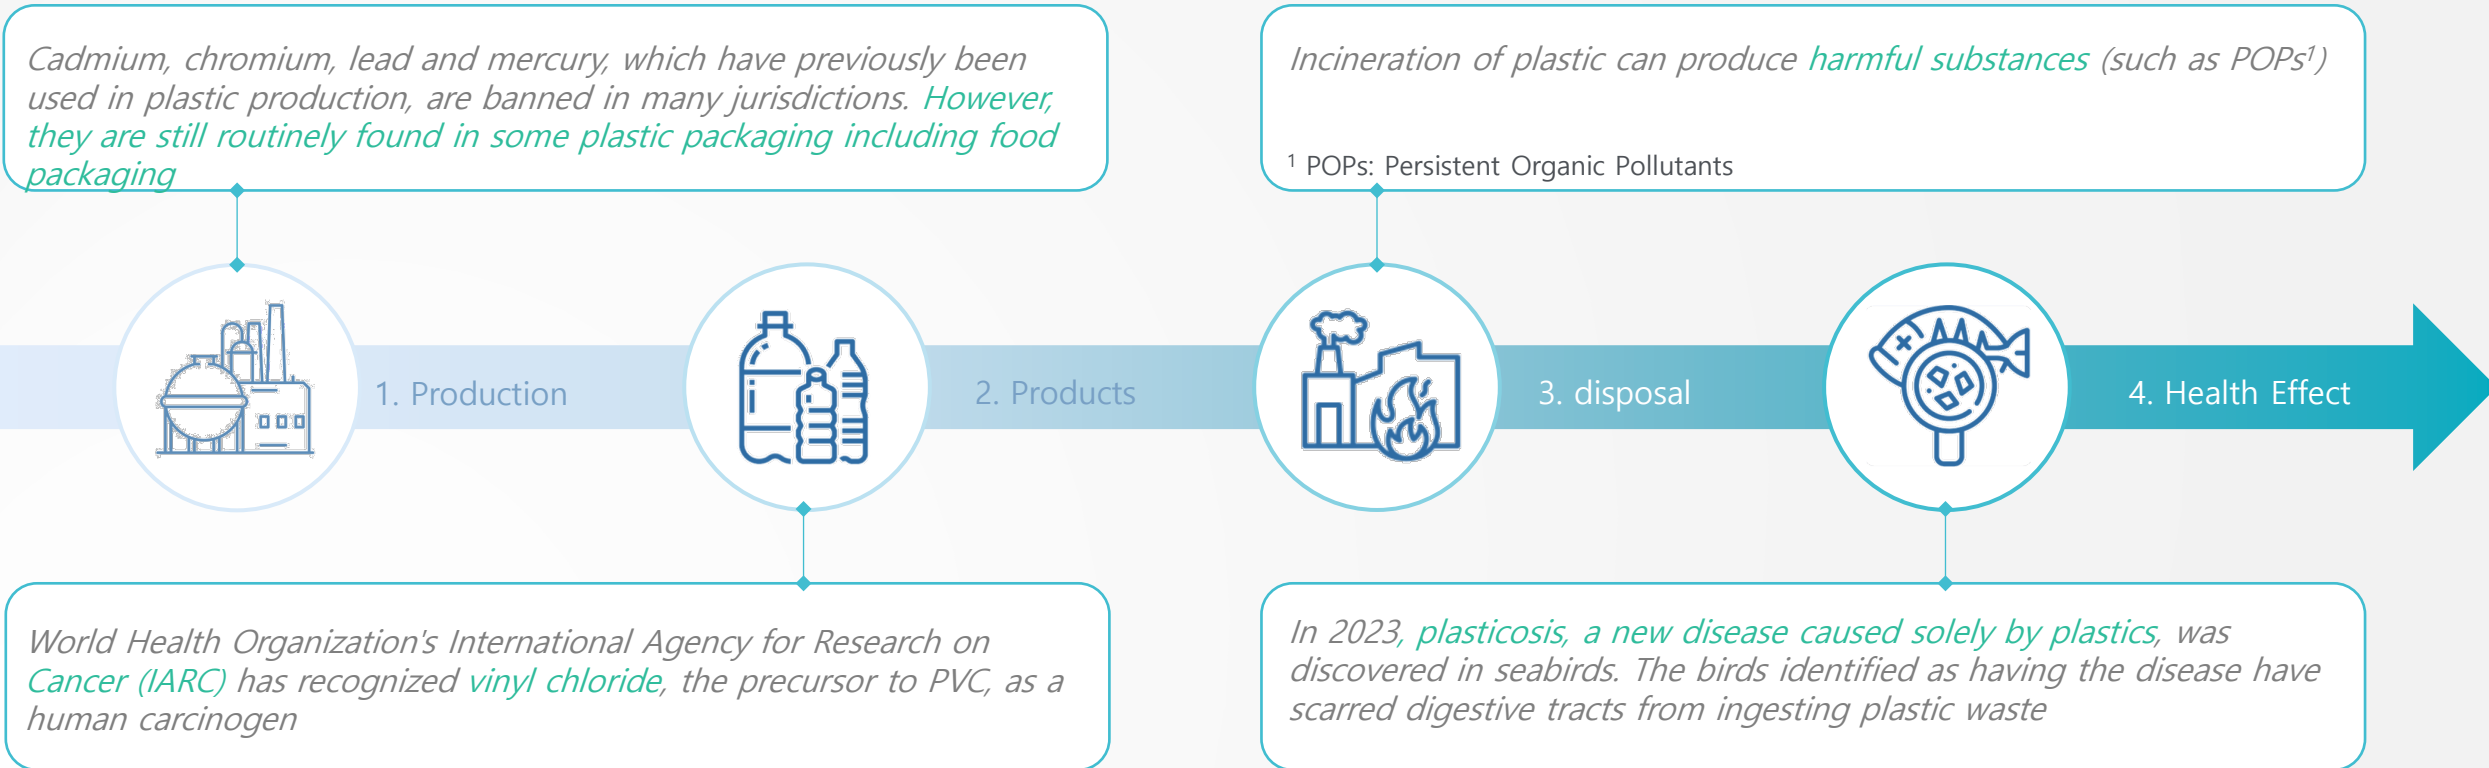 Cadmium, chromium, lead and mercury, which have previously been
used in plastic production, are banned in many jurisdictions. However,
they are still routinely found in some plastic packaging including food
packaging
Incineration of plastic can produce harmful substances (such as POPs¹)
¹ POPs: Persistent Organic Pollutants
1. Production
2. Products
3. disposal
4. Health Effect
World Health Organization's International Agency for Research on
Cancer (IARC) has recognized vinyl chloride, the precursor to PVC, as a
human carcinogen
In 2023, plasticosis, a new disease caused solely by plastics, was
discovered in seabirds. The birds identified as having the disease have
scarred digestive tracts from ingesting plastic waste